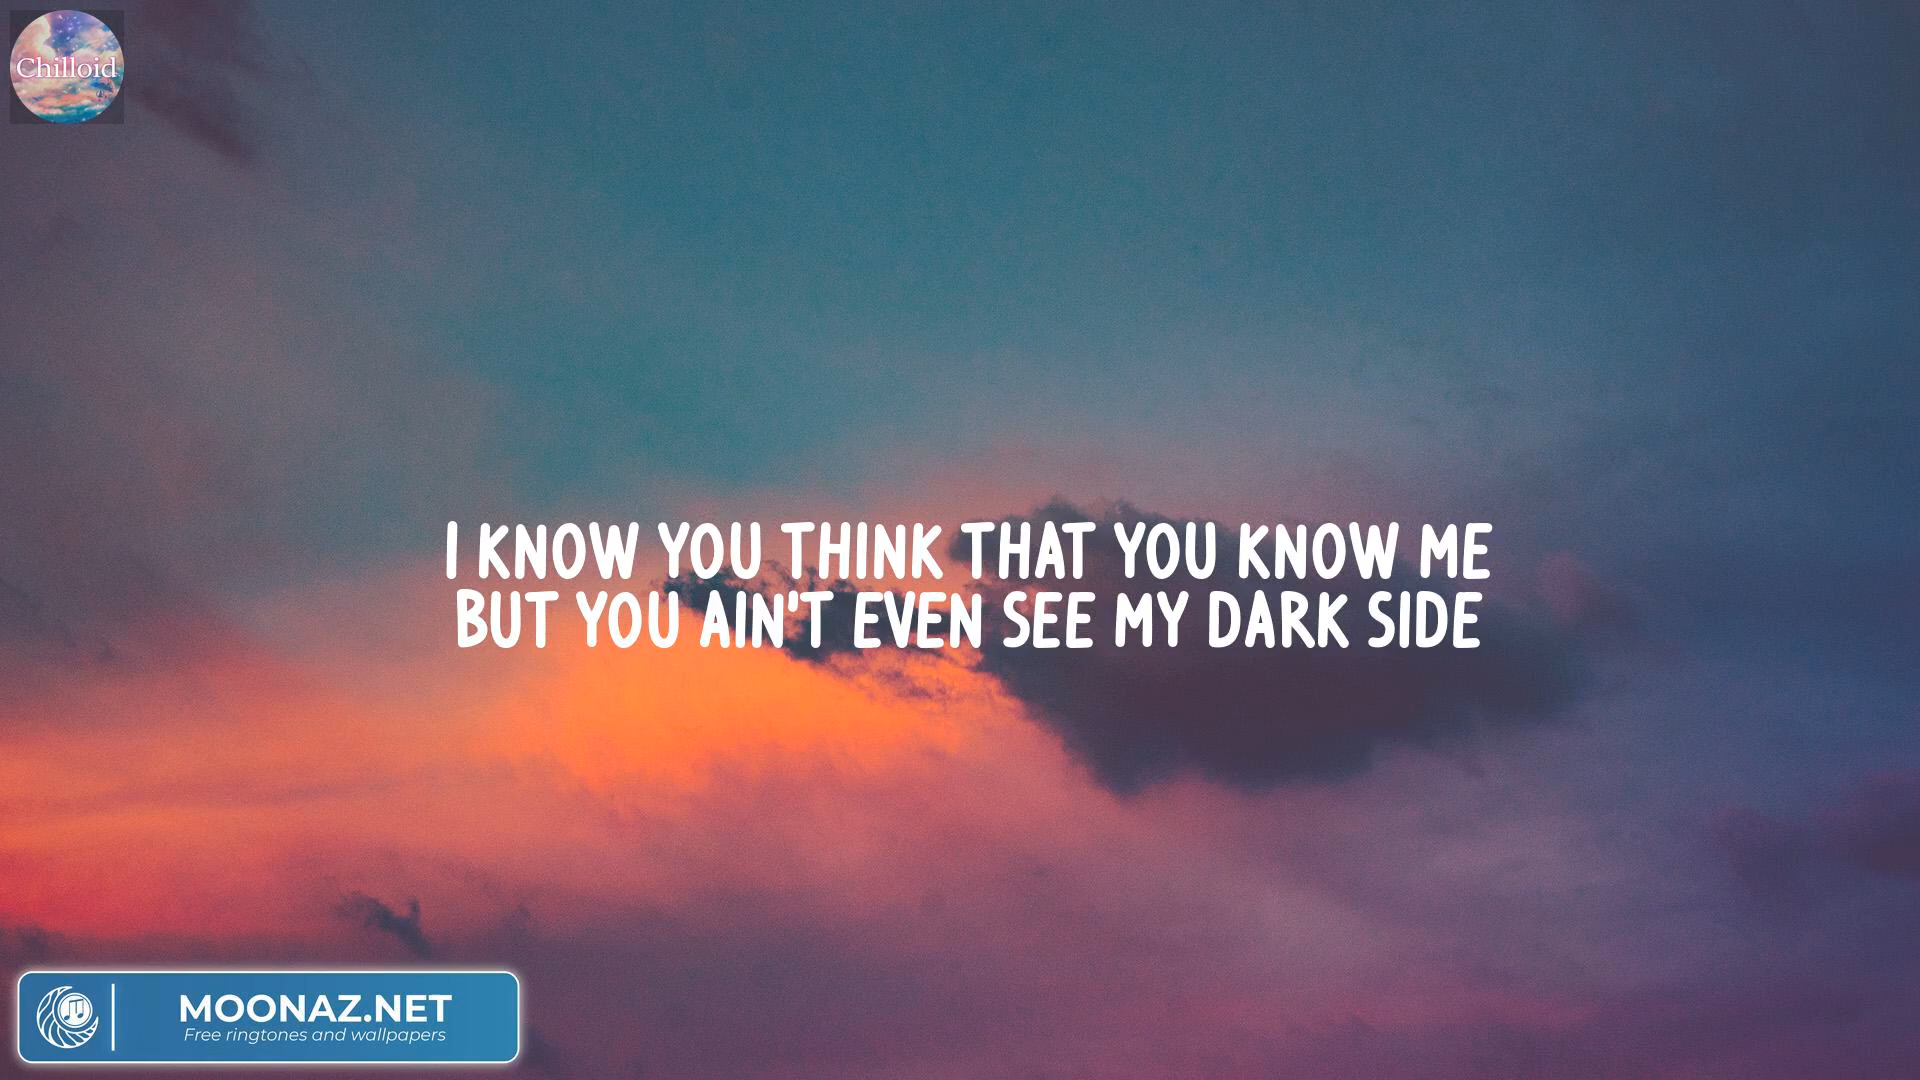 Chilloid
I KNOW YOU THINK THAT YOU KNOW ME
BUT YOU AIN'T EVEN SEE MY DARK SIDE
MOONAZ.NET
Free ringtones and wallpapers